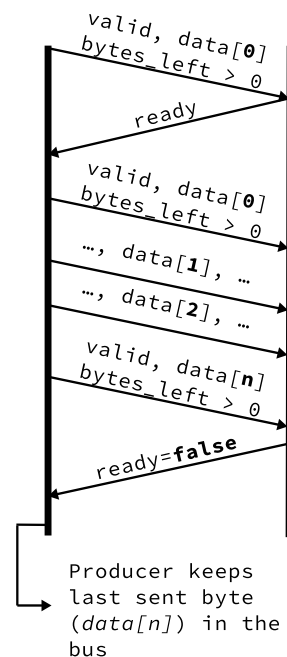 valid, data[0]
bytes_left > 0
ready
valid, data[0]
bytes_left > 0
…, data[1], …
…, data[2], …
valid, data[n]
bytes_left > 0
ready=false
Producer keeps
last sent byte
(data[n]) in the
bus